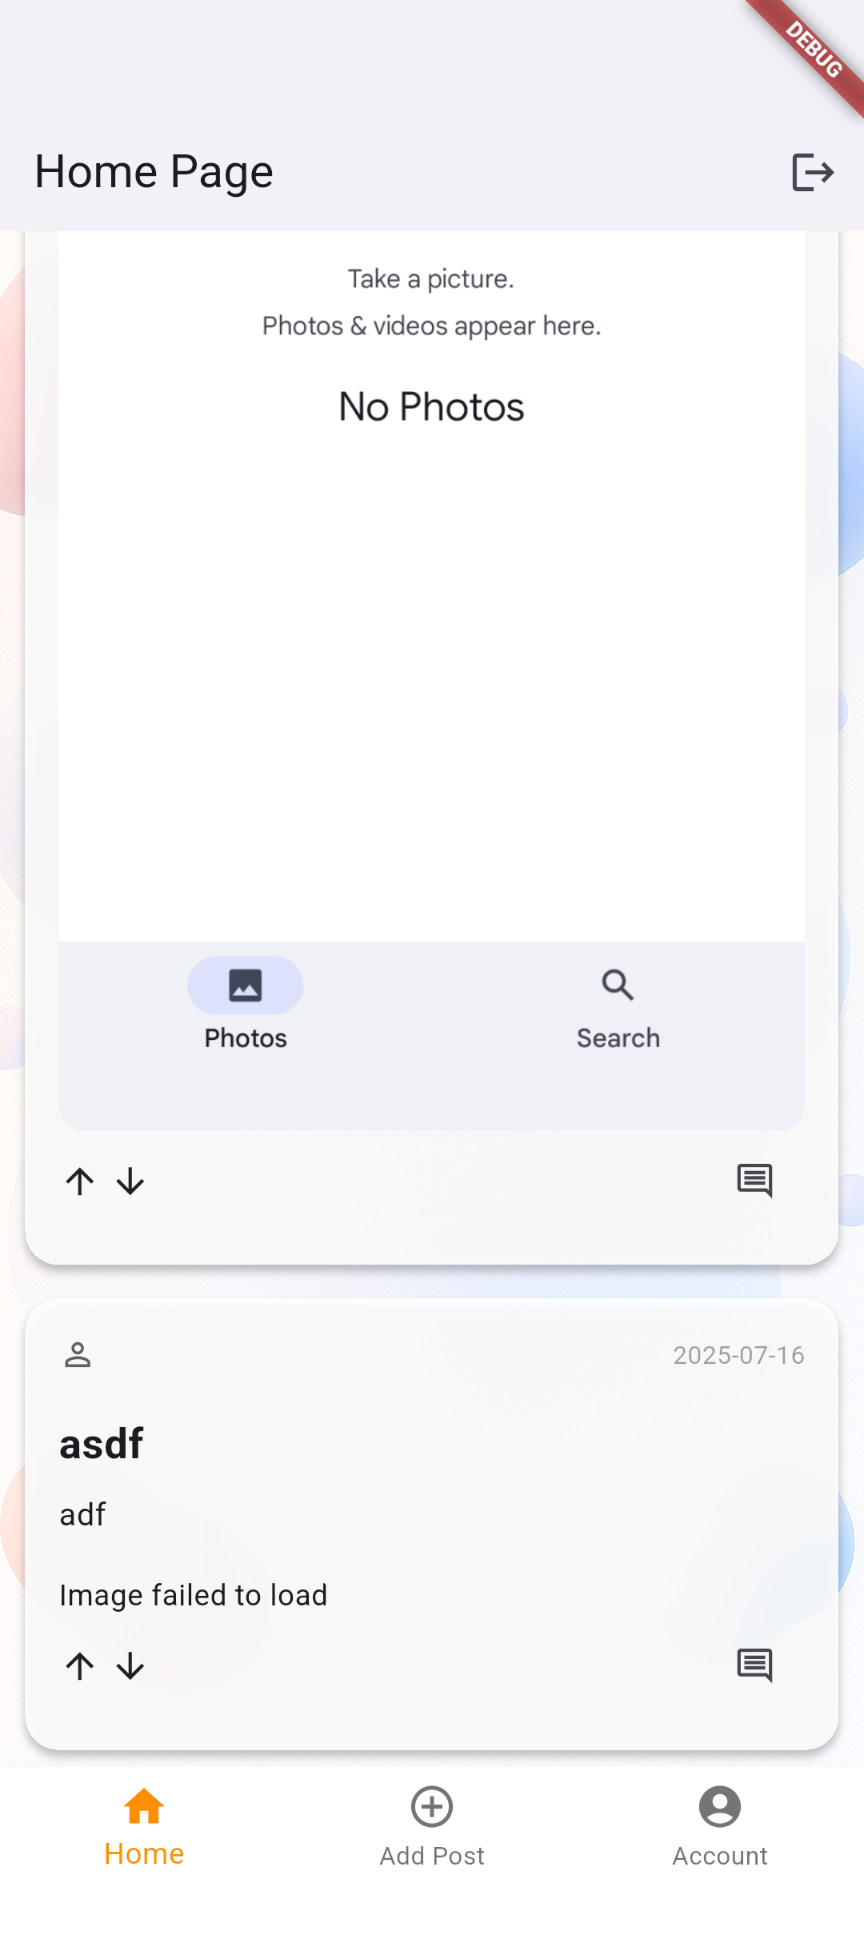 DEBUG
Home Page
Take a picture.
Photos & videos appear here.
No Photos
Photos
Search
2025-07-16
asdf
adf
Image failed to load
Home
Add Post
Account